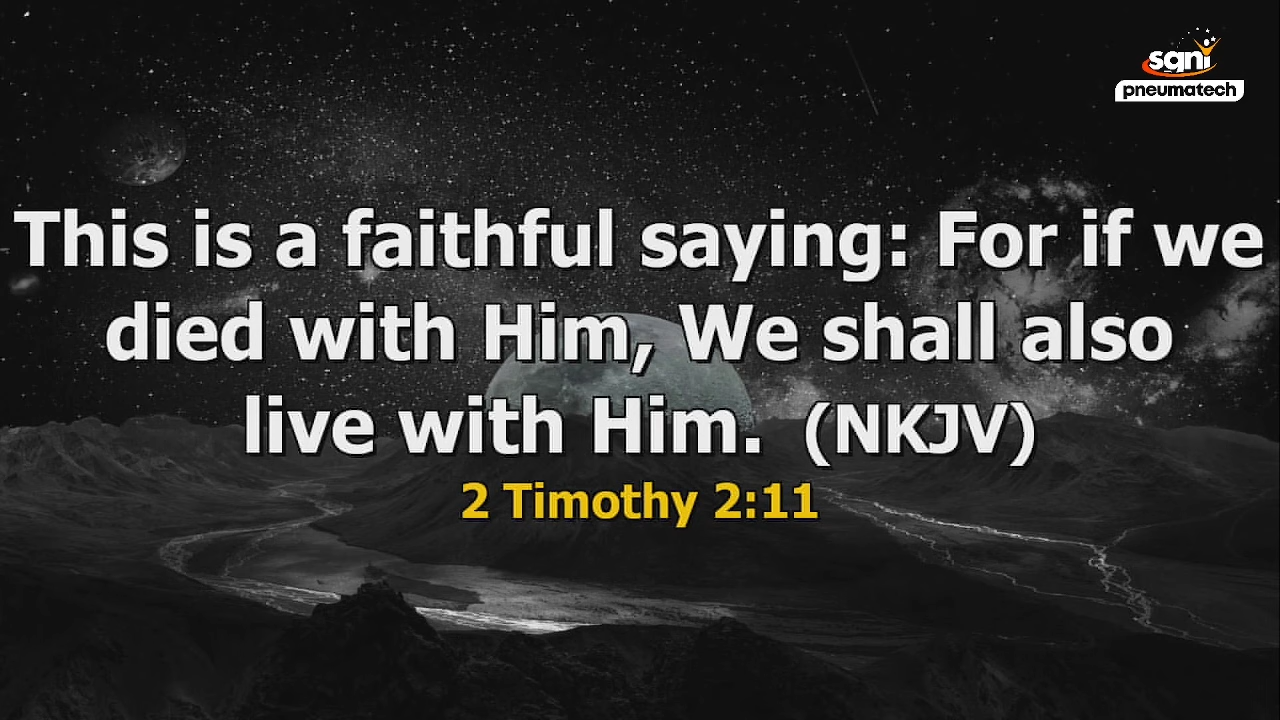 sgni
pneumatech
This is a faithful saying: For if we
died with Him, We shall also
live with Him.  (NKJV)
2 Timothy 2:11